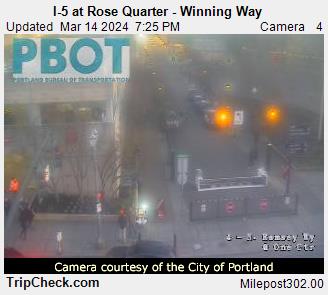 I-5 at Rose Quarter - Winning Way
Updated Mar 14 2024 7:25 PM Camera 4
PBOT
PORTLAND BUREAU OF TRANSPORTATION
Camera courtesy of the City of Portland
TripCheck.com Milepost302.00